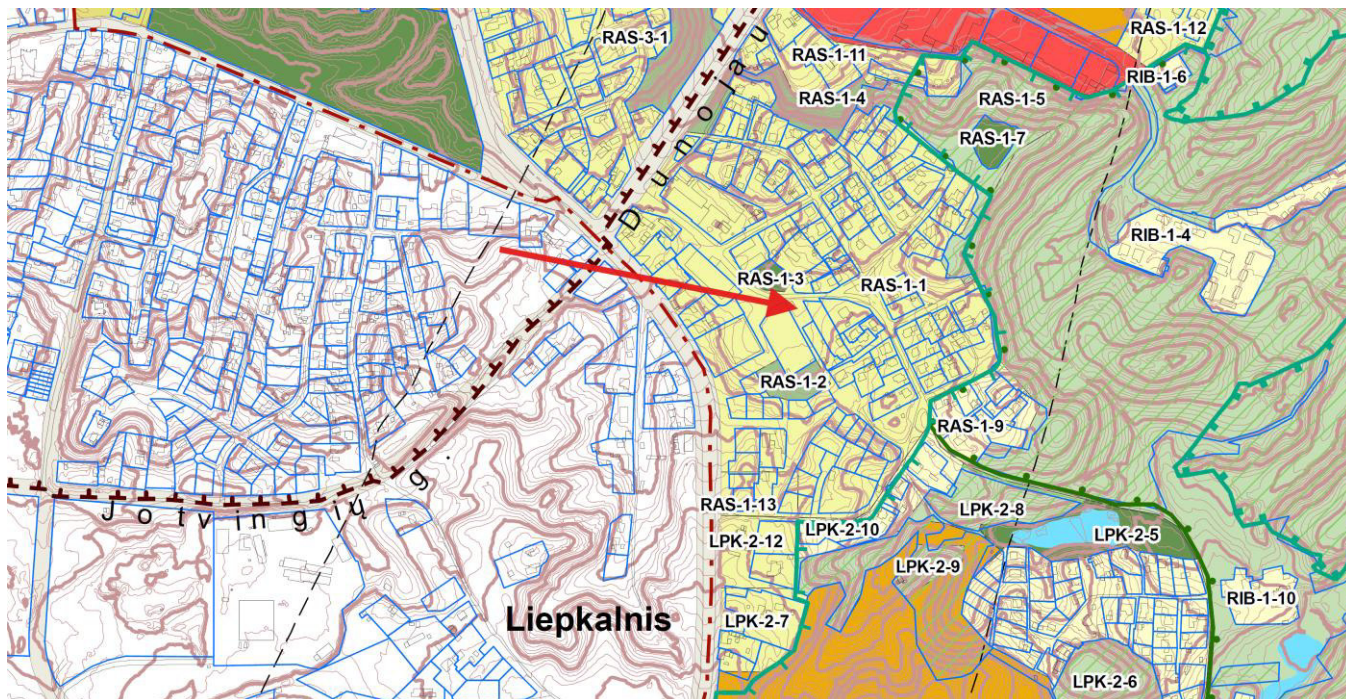 RAS-3-1
RAS-1-11
RAS-1-12
RIB-1-6
RAS-1-4
RAS-1-5
RAS-1-7
Dunojaus
RIB-1-4
RAS-1-3
RAS-1-1
RAS-1-2
RAS-1-9
Jotvingių g.
RAS-1-13
LPK-2-10
LPK-2-8
LPK-2-5
LPK-2-12
LPK-2-9
RIB-1-10
Liepkalnis
LPK-2-7
LPK-2-6